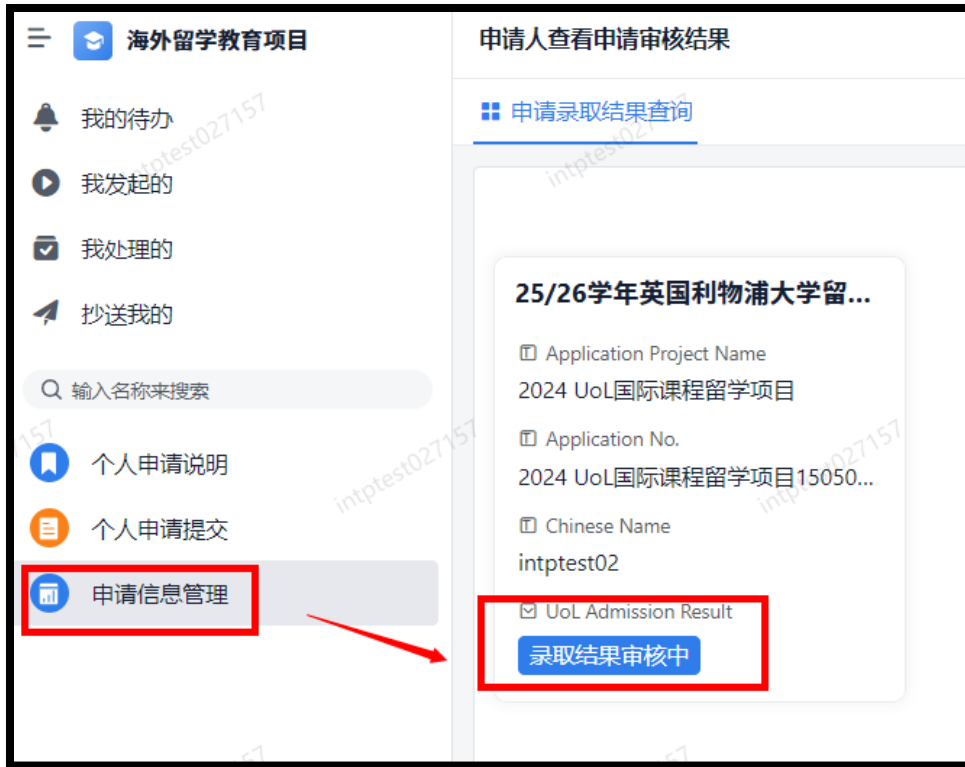 海外留学教育项目
我的待办
我发起的
我处理的
抄送我的
输入名称来搜索
个人申请说明
个人申请提交
申请信息管理
申请人查看申请审核结果
申请录取结果查询
25/26学年英国利物浦大学留...
Application Project Name
2024 UoL国际课程留学项目
Application No.
2024 UoL国际课程留学项目15050...
Chinese Name
intptest02
UoL Admission Result
录取结果审核中
intptest027157